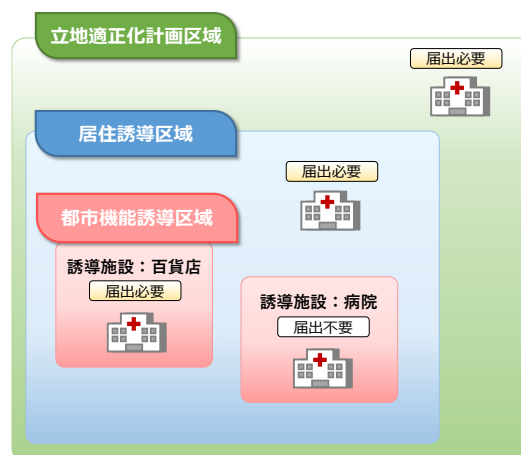 立地適正化計画区域
届出必要
居住誘導区域
届出必要
都市機能誘導区域
誘導施設：百貨店
届出必要
誘導施設：病院
届出不要